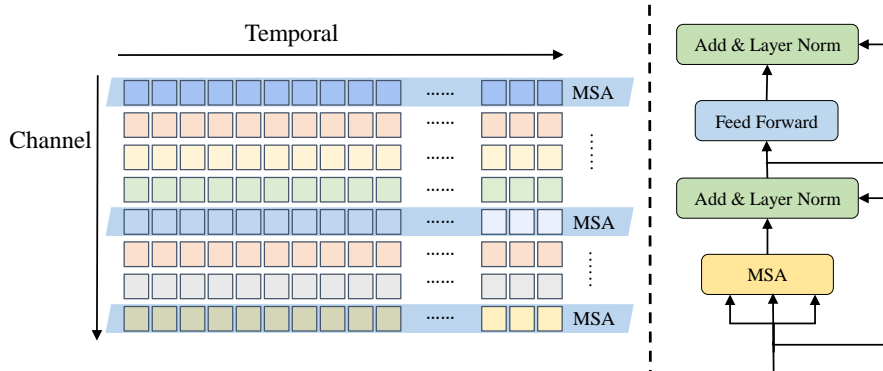 Temporal
Channel
...... MSA
......
......
......
...... MSA
......
......
...... MSA
Add & Layer Norm
Feed Forward
Add & Layer Norm
MSA